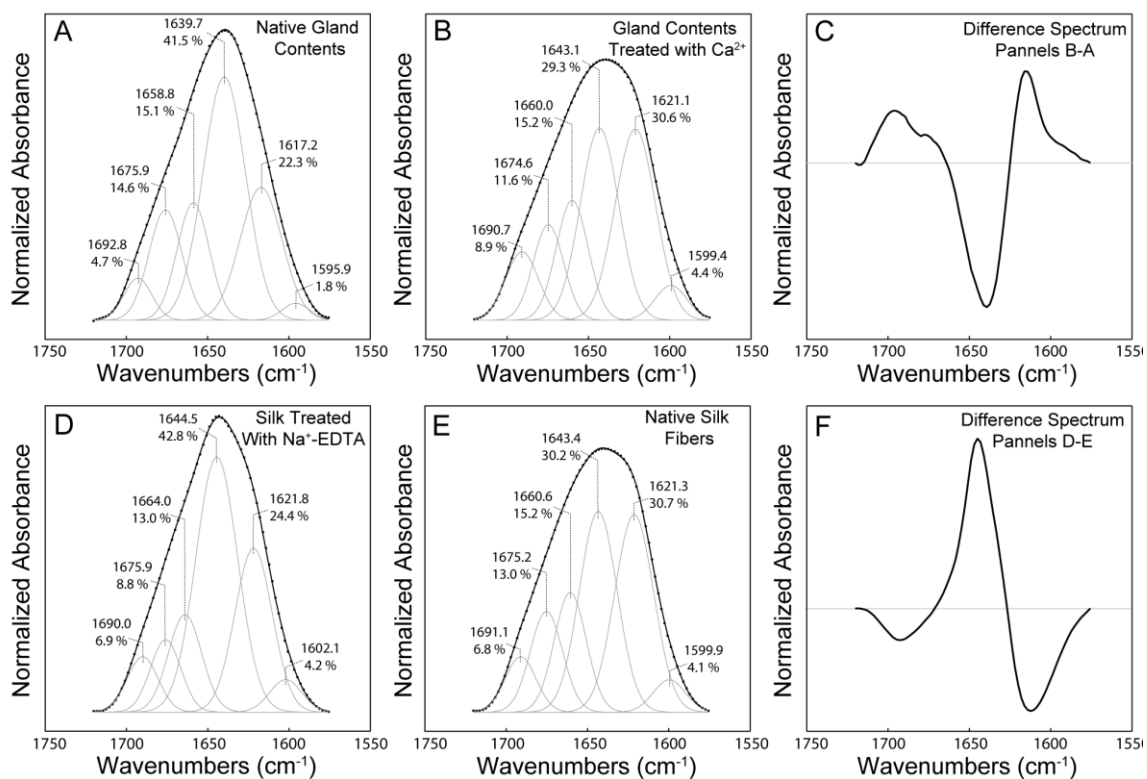 A
Native Gland
Contents
1639.7
41.5 %
1658.8
15.1 %
1617.2
22.3 %
1675.9
14.6 %
1692.8
4.7 %
1595.9
1.8 %
Normalized Absorbance
1750 1700 1650 1600 1550
Wavenumbers (cm⁻¹)
B
Gland Contents
Treated with Ca²⁺
1643.1
29.3 %
1660.0
15.2 %
1621.1
30.6 %
1674.6
11.6 %
1690.7
8.9 %
1599.4
4.4 %
Normalized Absorbance
1750 1700 1650 1600 1550
Wavenumbers (cm⁻¹)
C
Difference Spectrum
Pannels B-A
Normalized Absorbance
1750 1700 1650 1600 1550
Wavenumbers (cm⁻¹)
D
Silk Treated
With Na⁺-EDTA
1644.5
42.8 %
1664.0
13.0 %
1621.8
24.4 %
1675.9
8.8 %
1690.0
6.9 %
1602.1
4.2 %
Normalized Absorbance
1750 1700 1650 1600 1550
Wavenumbers (cm⁻¹)
E
Native Silk
Fibers
1643.4
30.2 %
1660.6
15.2 %
1621.3
30.7 %
1675.2
13.0 %
1691.1
6.8 %
1599.9
4.1 %
Normalized Absorbance
1750 1700 1650 1600 1550
Wavenumbers (cm⁻¹)
F
Difference Spectrum
Pannels D-E
Normalized Absorbance
1750 1700 1650 1600 1550
Wavenumbers (cm⁻¹)